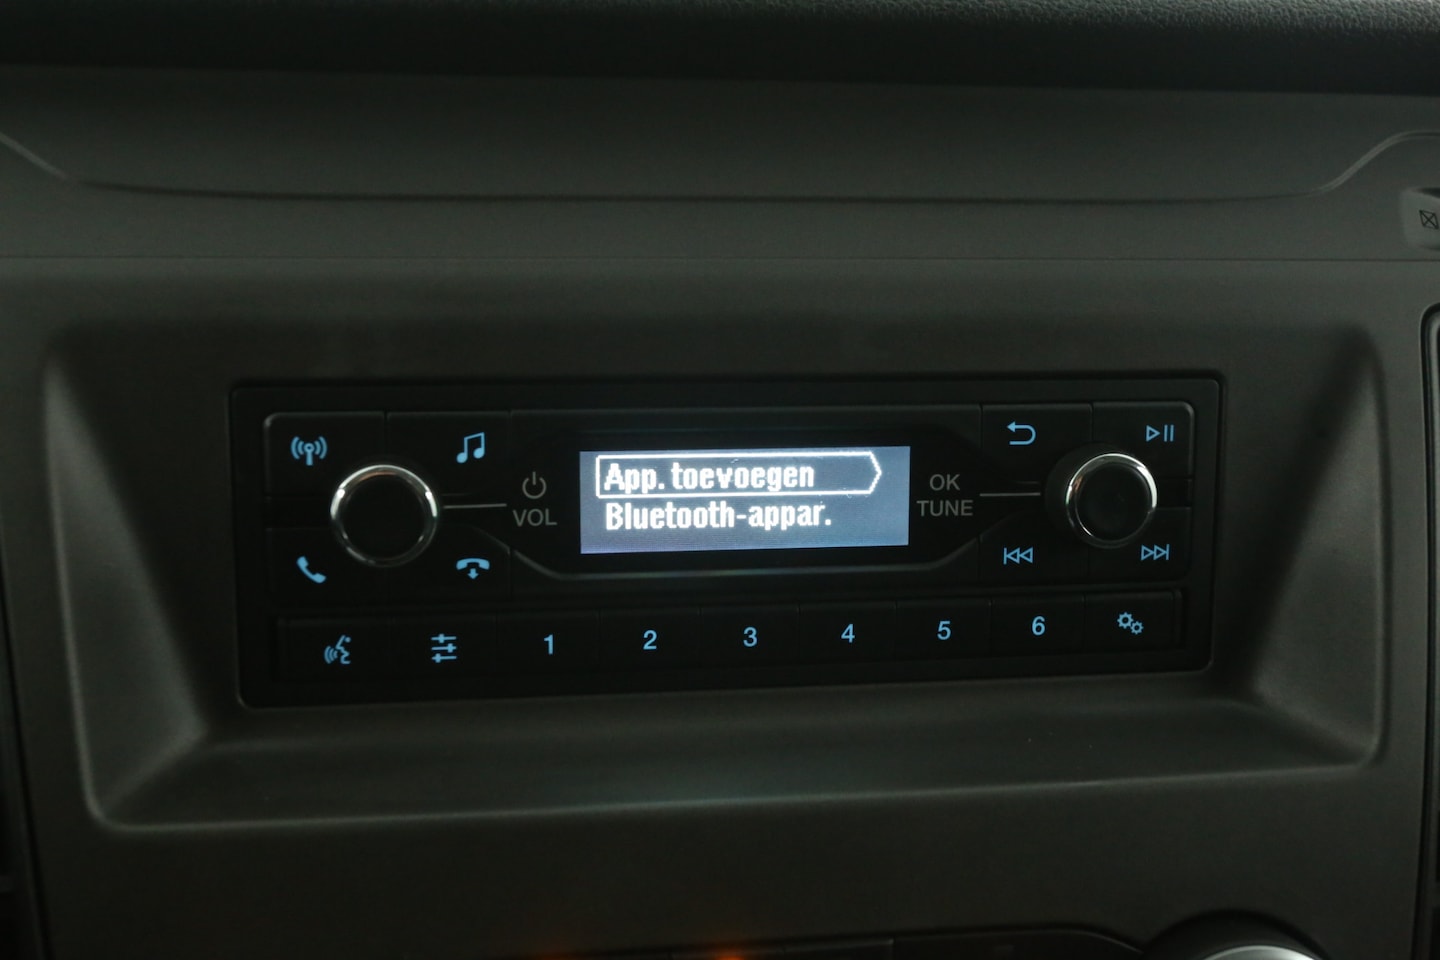 App. toevoegen
Bluetooth-appar.
VOL
OK
TUNE
1 2 3 4 5 6